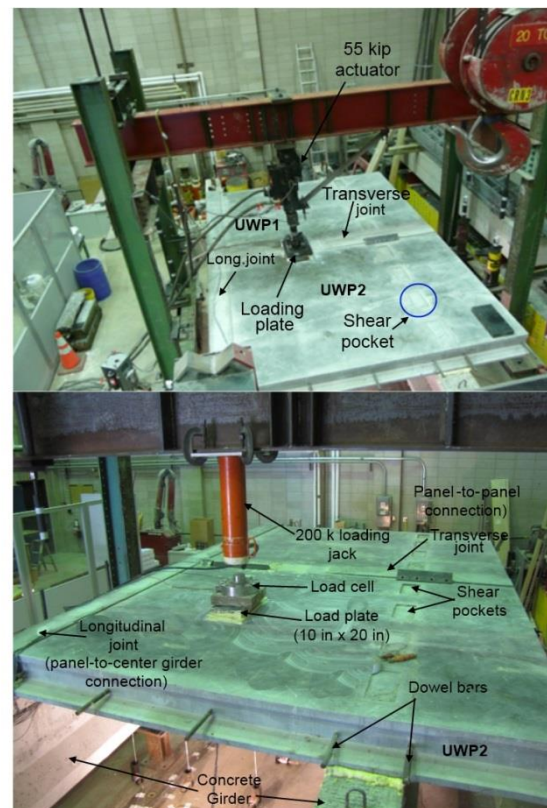 55 kip
actuator
20 TO
Transverse
joint
UWP1
Long.joint
UWP2
Loading
plate
Shear
pocket
Panel-to-panel
connection)
200 k loading
jack
Transverse
joint
Load cell
Shear
pockets
Load plate
(10 in x 20 in)
Longitudinal
joint
(panel-to-center girder
connection)
Dowel bars
UWP2
Concrete
Girder